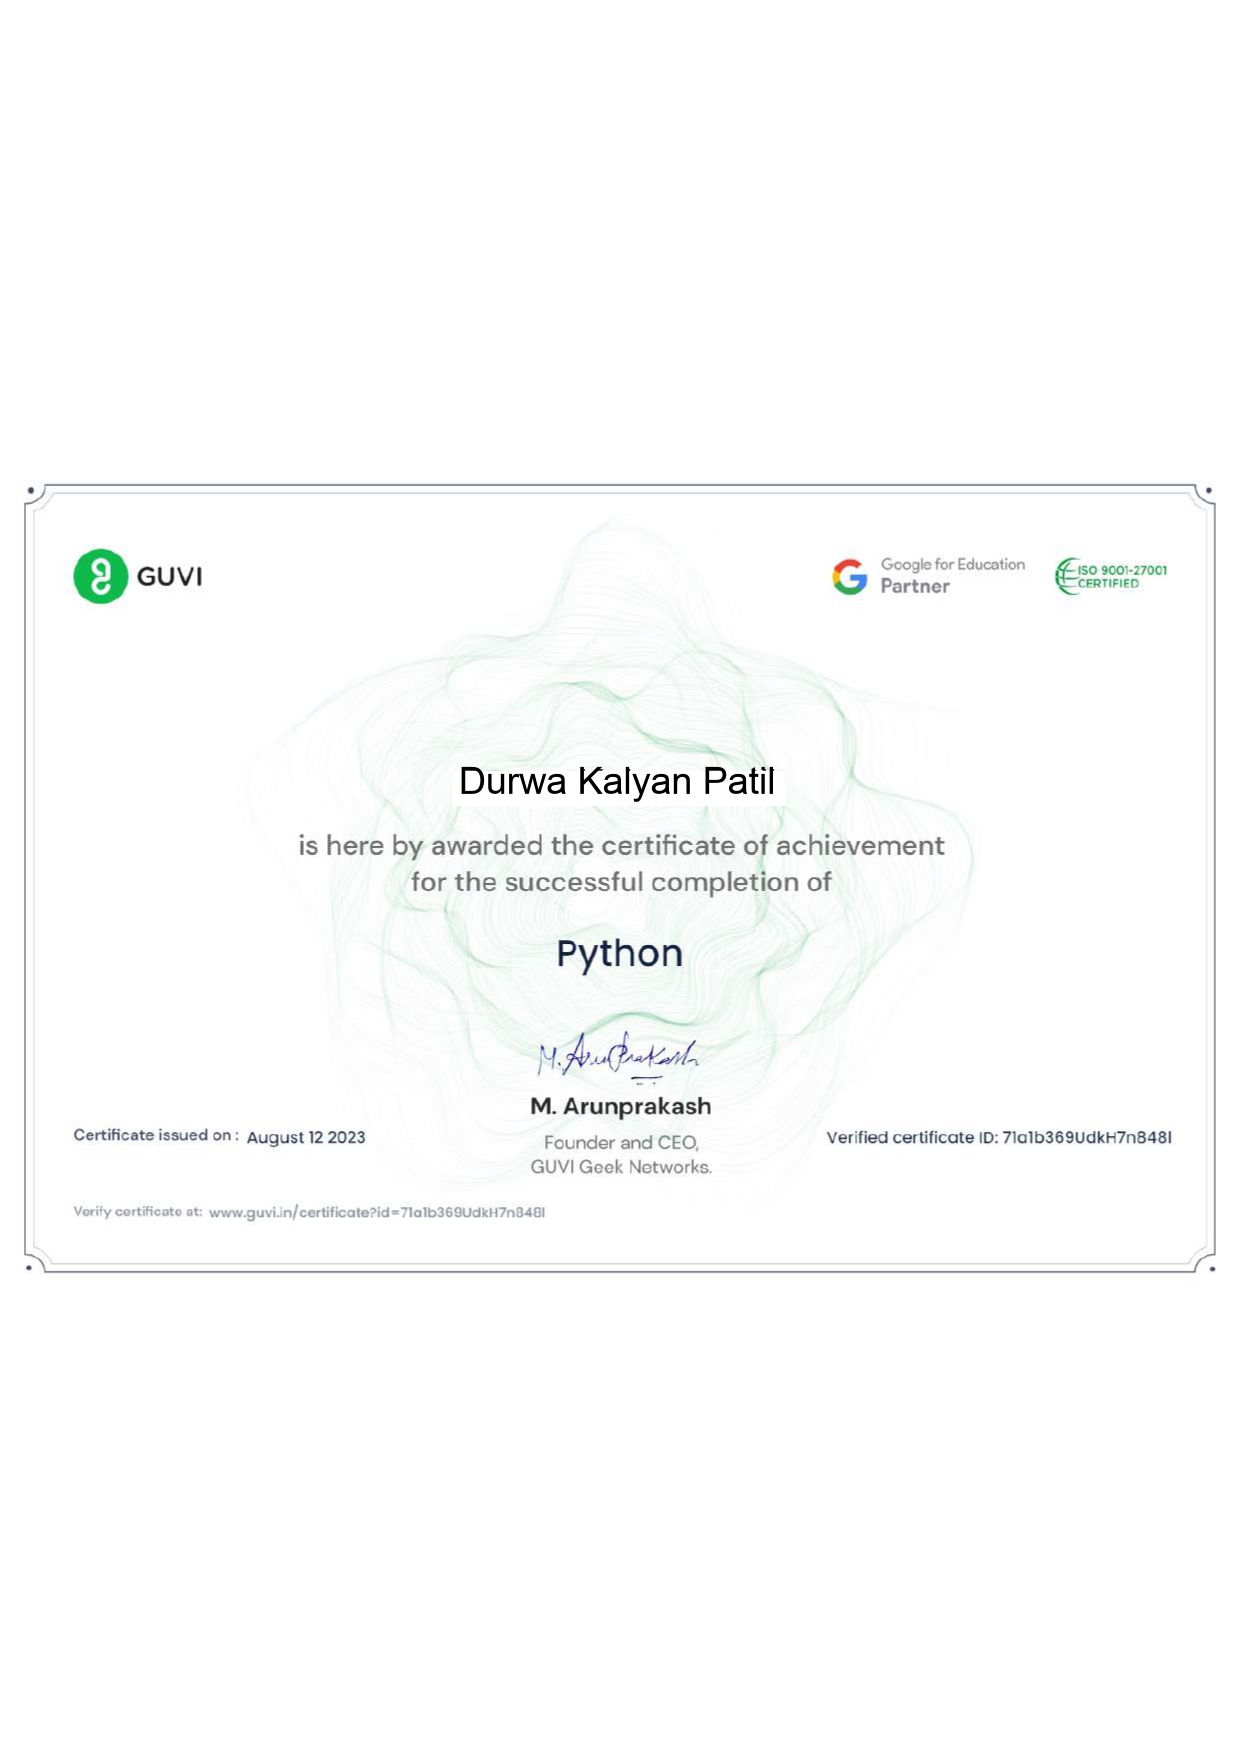 GUVI
Google for Education
Partner
ISO 9001-27001
CERTIFIED
Durwa Kalyan Patil
is here by awarded the certificate of achievement
for the successful completion of
Python
M. ArunPrakash
M. Arunprakash
Founder and CEO,
GUVI Geek Networks.
Certificate issued on : August 12 2023
Verified certificate ID: 71a1b369UdkH7n848l
Verify certificate at: www.guvi.in/certificate?id=71a1b369UdkH7n848l